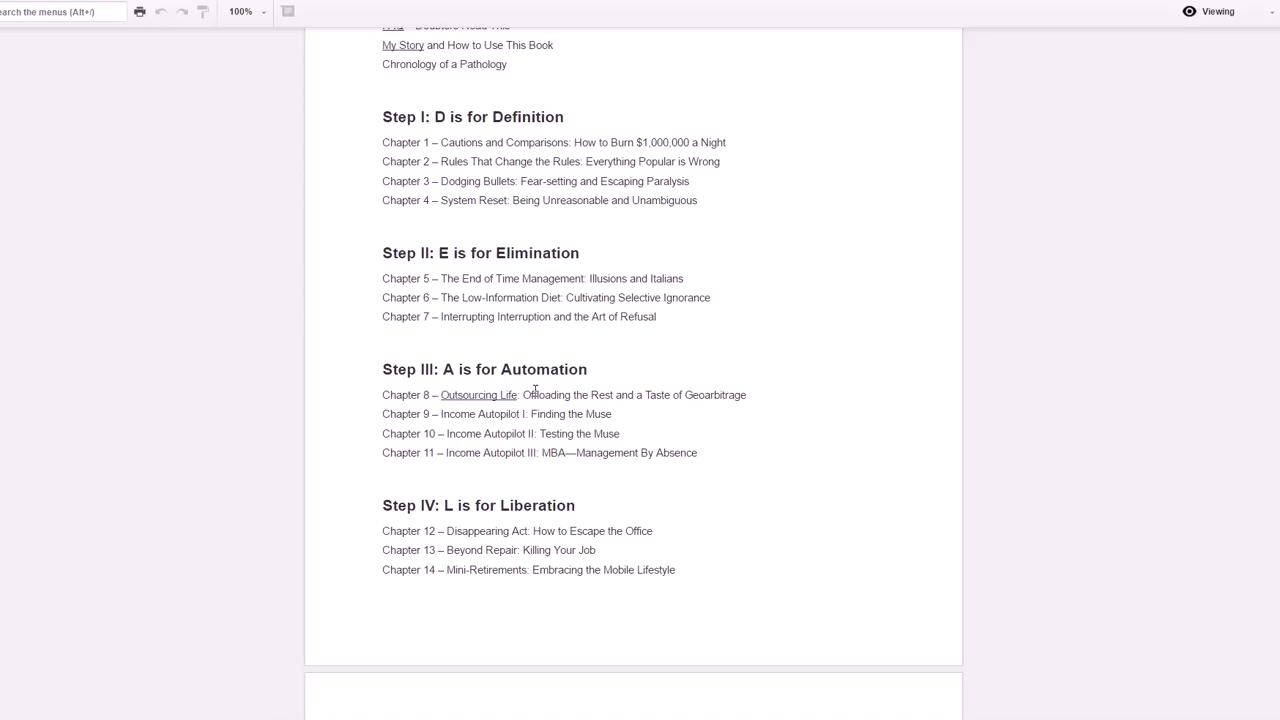 earch the menus (Alt+/)
100%
Viewing
FAQ – Doubters Read This
My Story and How to Use This Book
Chronology of a Pathology
Step I: D is for Definition
Chapter 1 – Cautions and Comparisons: How to Burn $1,000,000 a Night
Chapter 2 – Rules That Change the Rules: Everything Popular is Wrong
Chapter 3 – Dodging Bullets: Fear-setting and Escaping Paralysis
Chapter 4 – System Reset: Being Unreasonable and Unambiguous
Step II: E is for Elimination
Chapter 5 – The End of Time Management: Illusions and Italians
Chapter 6 – The Low-Information Diet: Cultivating Selective Ignorance
Chapter 7 – Interrupting Interruption and the Art of Refusal
Step III: A is for Automation
Chapter 8 – Outsourcing Life: Offloading the Rest and a Taste of Geoarbitrage
Chapter 9 – Income Autopilot I: Finding the Muse
Chapter 10 – Income Autopilot II: Testing the Muse
Chapter 11 – Income Autopilot III: MBA—Management By Absence
Step IV: L is for Liberation
Chapter 12 – Disappearing Act: How to Escape the Office
Chapter 13 – Beyond Repair: Killing Your Job
Chapter 14 – Mini-Retirements: Embracing the Mobile Lifestyle